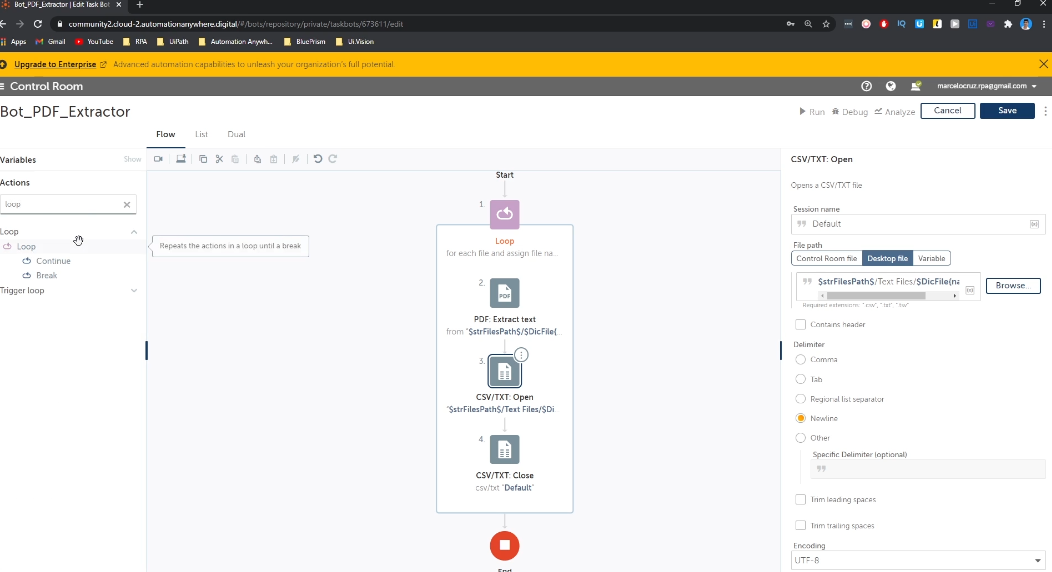 Bot_PDF_Extractor | Edit Task Bot
community2.cloud-2.automationanywhere.digital/#/bots/repository/private/taskbots/673611/edit
Apps Gmail YouTube RPA UiPath Automation Anywh... BluePrism Ui.Vision
Upgrade to Enterprise Advanced automation capabilities to unleash your organization's full potential.
Control Room
marcelocruz.rpa@gmail.com
Bot_PDF_Extractor
Run Debug Analyze Cancel Save
Flow List Dual
Variables Show
Actions
loop
Loop
Loop
Repeats the actions in a loop until a break
Continue
Break
Trigger loop
Start
1.
Loop
for each file and assign file na...
2.
PDF
PDF: Extract text
from "$strFilesPath$/$DicFile(...
3.
CSV/TXT: Open
"$strFilesPath$/Text Files/$Di...
4.
CSV/TXT: Close
csv/txt "Default"
End
CSV/TXT: Open
Opens a CSV/TXT file
Session name
Default
File path
Control Room file Desktop file Variable
$strFilesPath$/Text Files/$DicFile(na
Browse...
Required extensions: ".csv", ".txt", ".tsv"
Contains header
Delimiter
Comma
Tab
Regional list separator
Newline
Other
Specific Delimiter (optional)
Trim leading spaces
Trim trailing spaces
Encoding
UTF-8